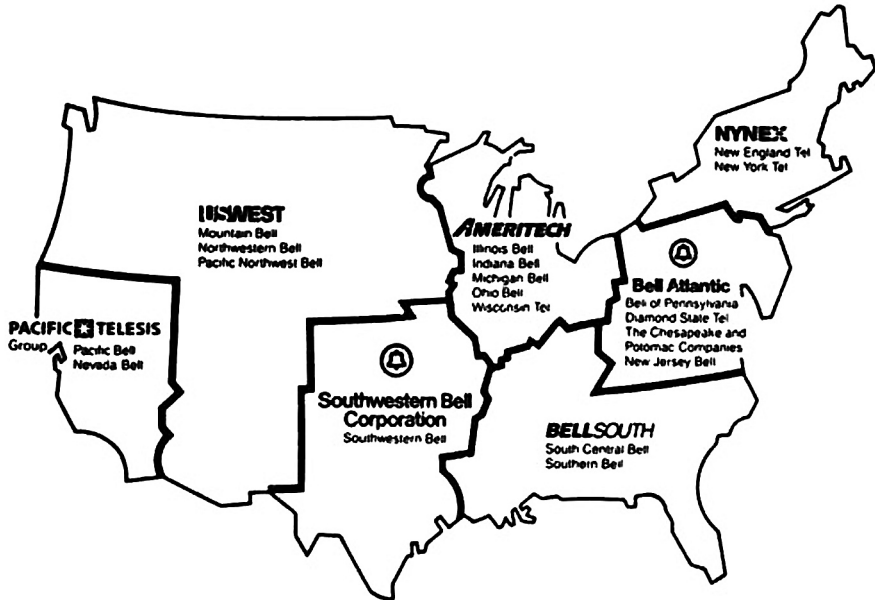 NYNEX
New England Tel
New York Tel
USWEST
Mountain Bell
Northwestern Bell
Pacific Northwest Bell
AMERITECH
Illinois Bell
Indiana Bell
Michigan Bell
Ohio Bell
Wisconsin Tel
Bell Atlantic
Bell of Pennsylvania
Diamond State Tel
The Chesapeake and
Potomac Companies
New Jersey Bell
PACIFIC TELESIS
Group
Pacific Bell
Nevada Bell
Southwestern Bell
Corporation
Southwestern Bell
BELLSOUTH
South Central Bell
Southern Bell